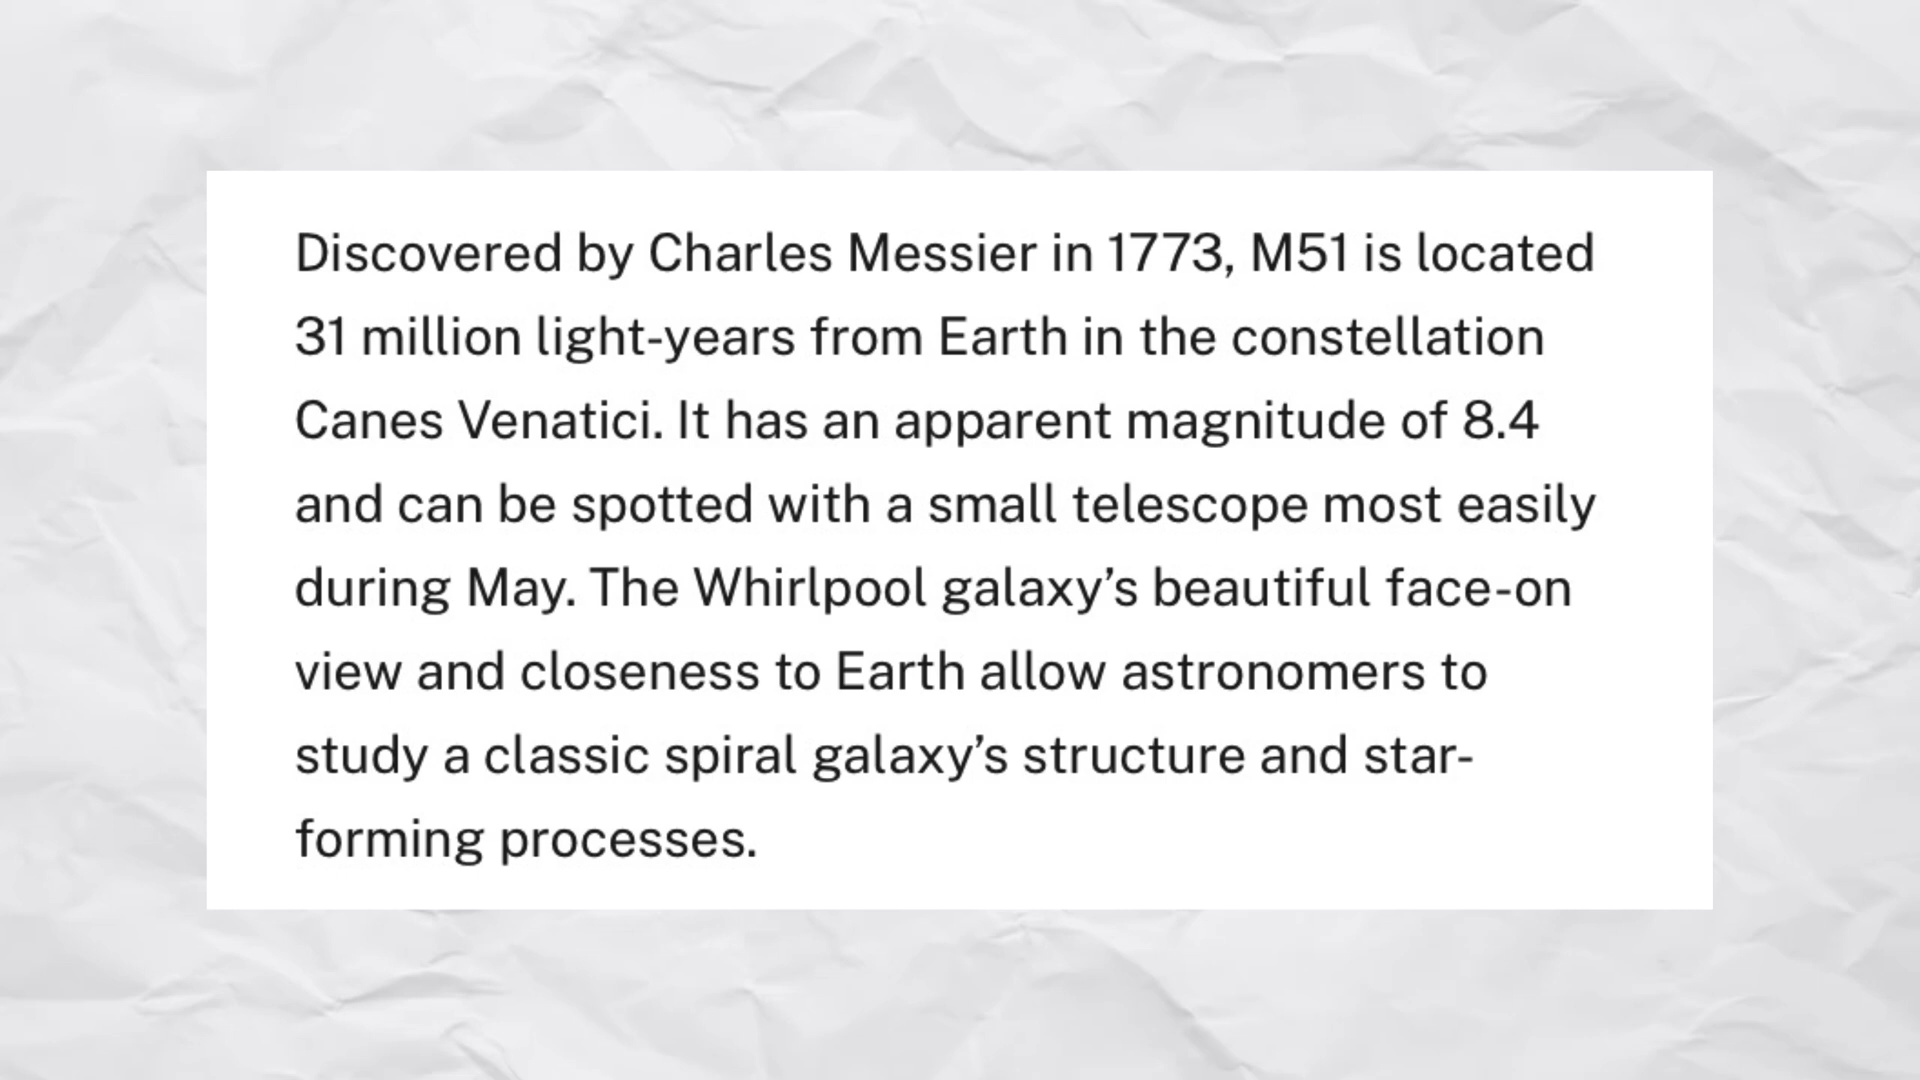 Discovered by Charles Messier in 1773, M51 is located
31 million light-years from Earth in the constellation
Canes Venatici. It has an apparent magnitude of 8.4
and can be spotted with a small telescope most easily
during May. The Whirlpool galaxy’s beautiful face-on
view and closeness to Earth allow astronomers to
study a classic spiral galaxy’s structure and star-
forming processes.